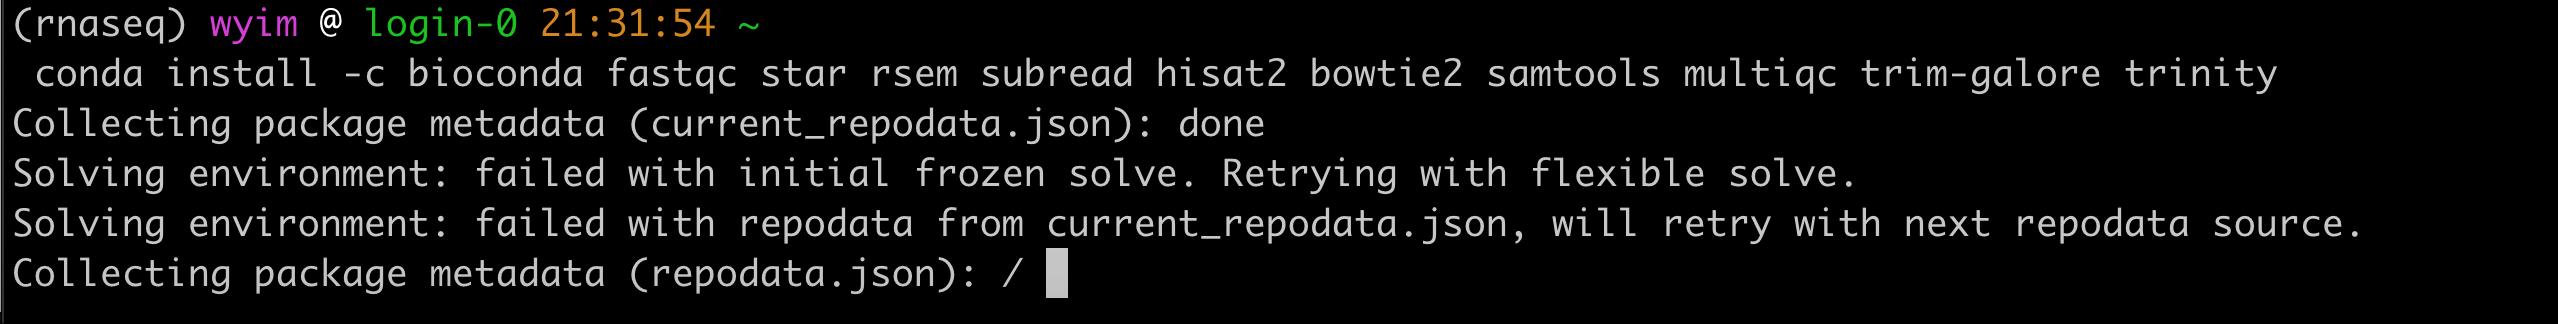 (rnaseq) wyim @ login-0 21:31:54 ~
conda install -c bioconda fastqc star rsem subread hisat2 bowtie2 samtools multiqc trim-galore trinity
Collecting package metadata (current_repodata.json): done
Solving environment: failed with initial frozen solve. Retrying with flexible solve.
Solving environment: failed with repodata from current_repodata.json, will retry with next repodata source.
Collecting package metadata (repodata.json): /